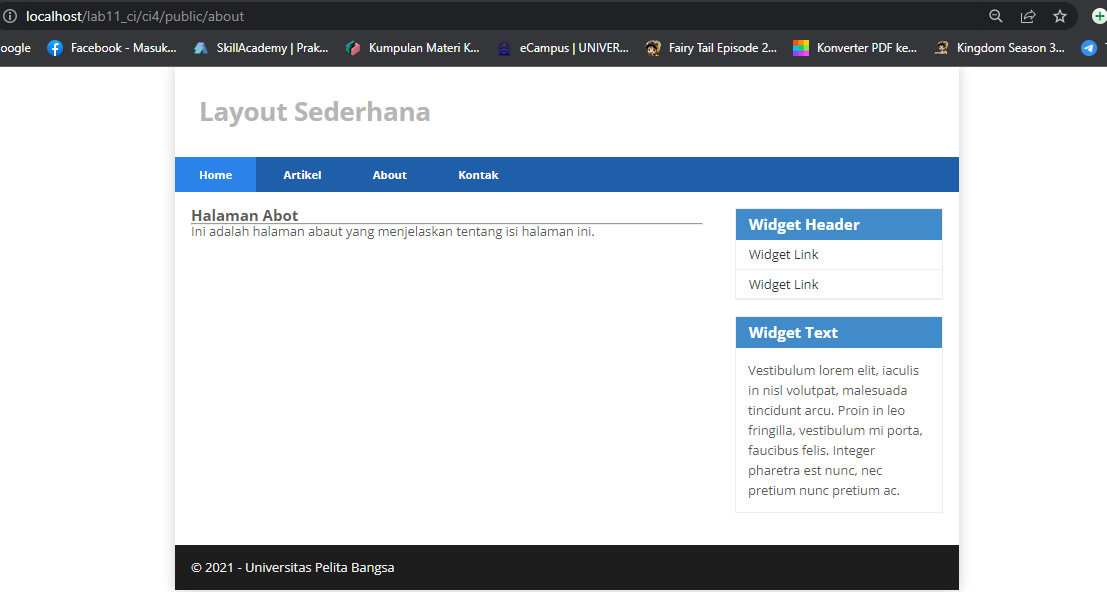 localhost/lab11_ci/ci4/public/about
oogle Facebook - Masuk... SkillAcademy | Prak... Kumpulan Materi K... eCampus | UNIVER... Fairy Tail Episode 2... Konverter PDF ke... Kingdom Season 3...
Layout Sederhana
Home Artikel About Kontak
Halaman Abot
Ini adalah halaman abaut yang menjelaskan tentang isi halaman ini.
Widget Header
Widget Link
Widget Link
Widget Text
Vestibulum lorem elit, iaculis
in nisl volutpat, malesuada
tincidunt arcu. Proin in leo
fringilla, vestibulum mi porta,
faucibus felis. Integer
pharetra est nunc, nec
pretium nunc pretium ac.
© 2021 - Universitas Pelita Bangsa